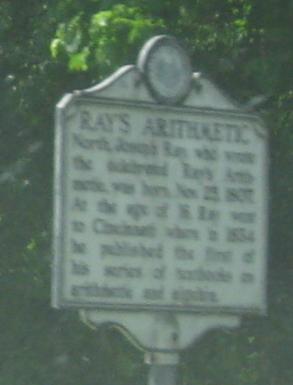 RAY'S ARITHMETIC
North, Joseph Ray, who wrote
the celebrated Ray's Arith-
metic, was born, Nov. 25, 1807.
At the age of 18 Ray went
to Cincinnati where in 1834
he published the first of
his series of textbooks on
arithmetic and algebra.